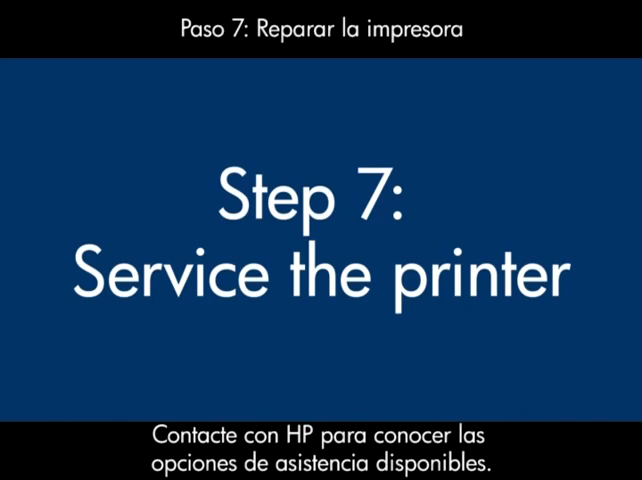 Paso 7: Reparar la impresora
Step 7:
Service the printer
Contacte con HP para conocer las
opciones de asistencia disponibles.